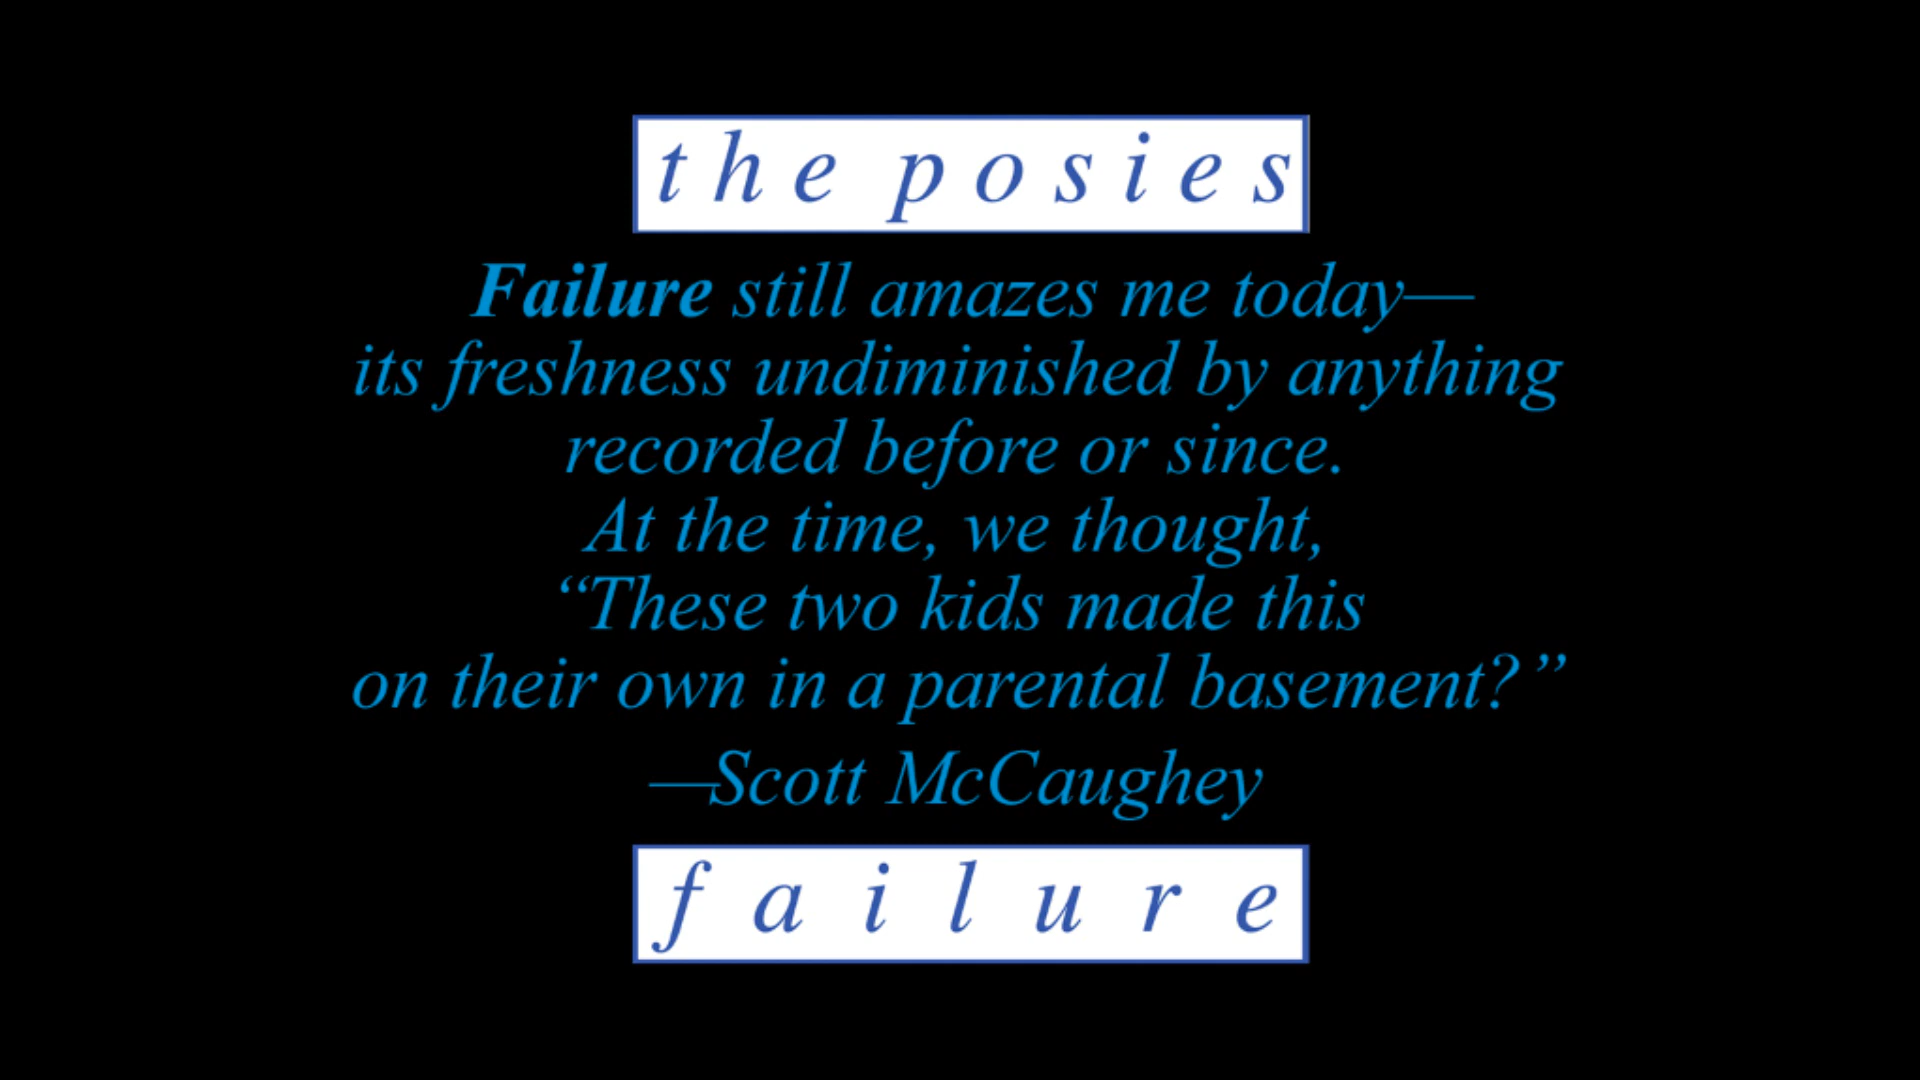 the posies
Failure still amazes me today—
its freshness undiminished by anything
recorded before or since.
At the time, we thought,
“These two kids made this
on their own in a parental basement?”
—Scott McCaughey
failure